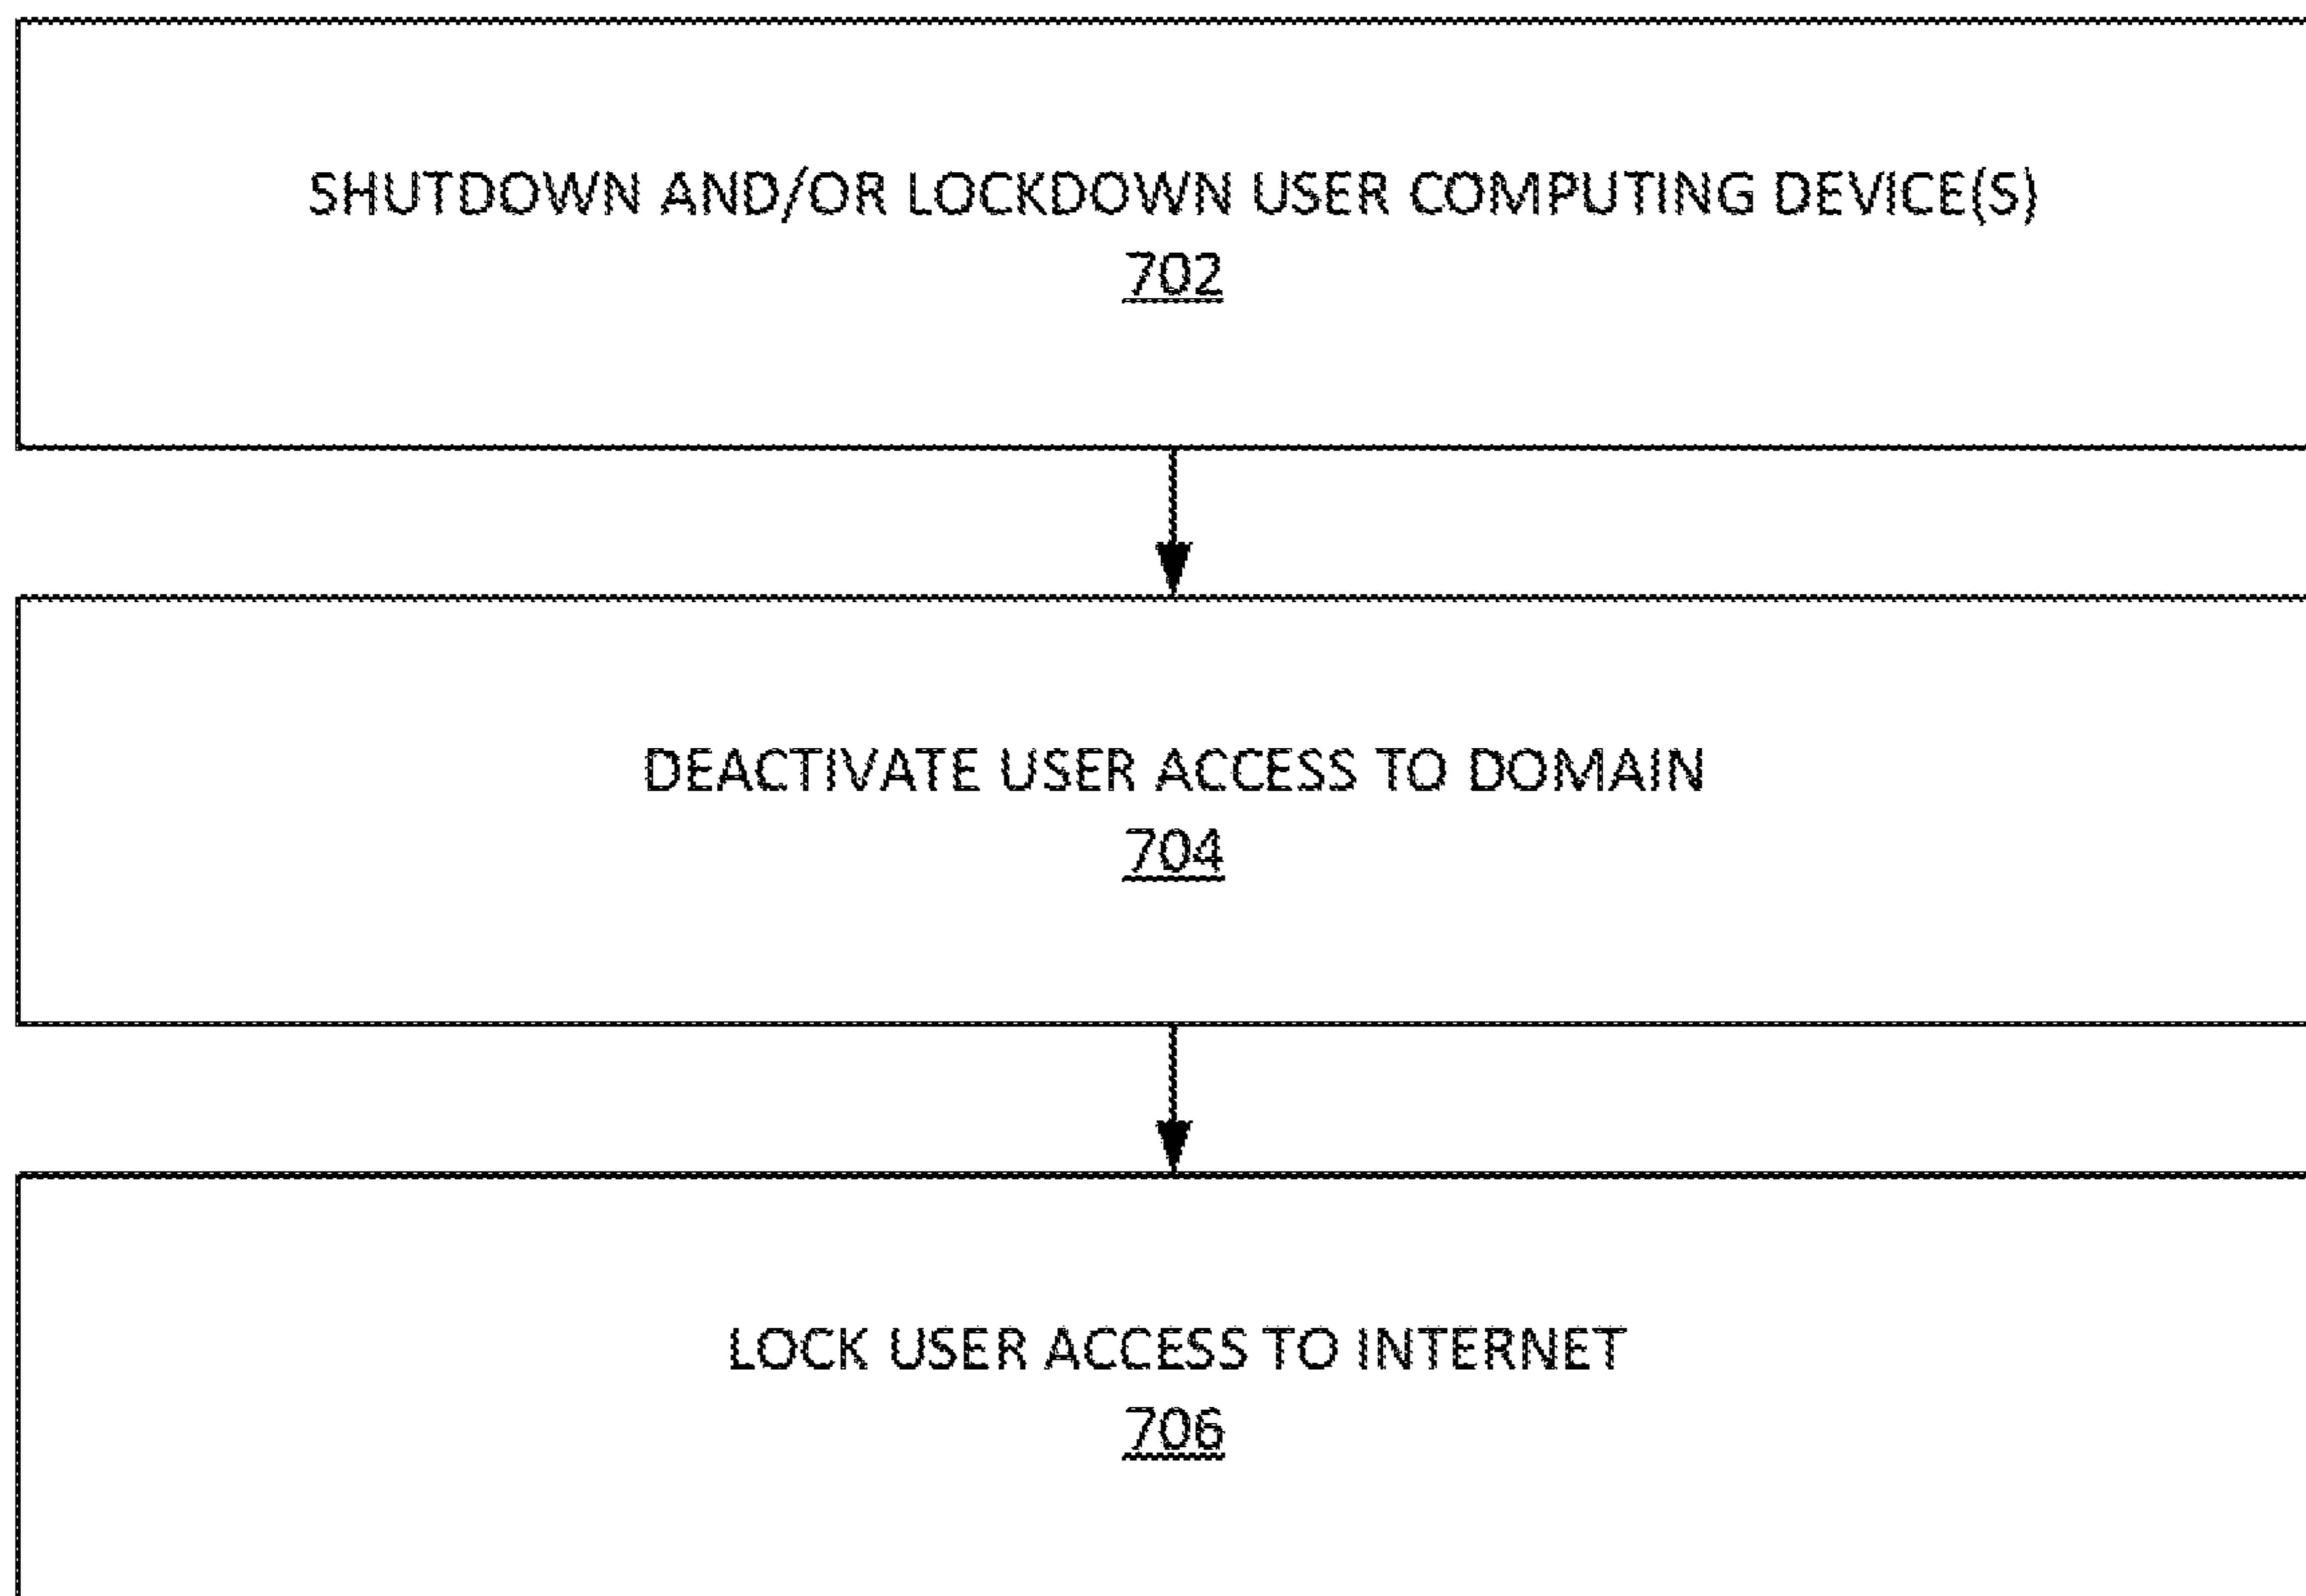 SHUTDOWN AND/OR LOCKDOWN USER COMPUTING DEVICE(S)
702
DEACTIVATE USER ACCESS TO DOMAIN
704
LOCK USER ACCESS TO INTERNET
706